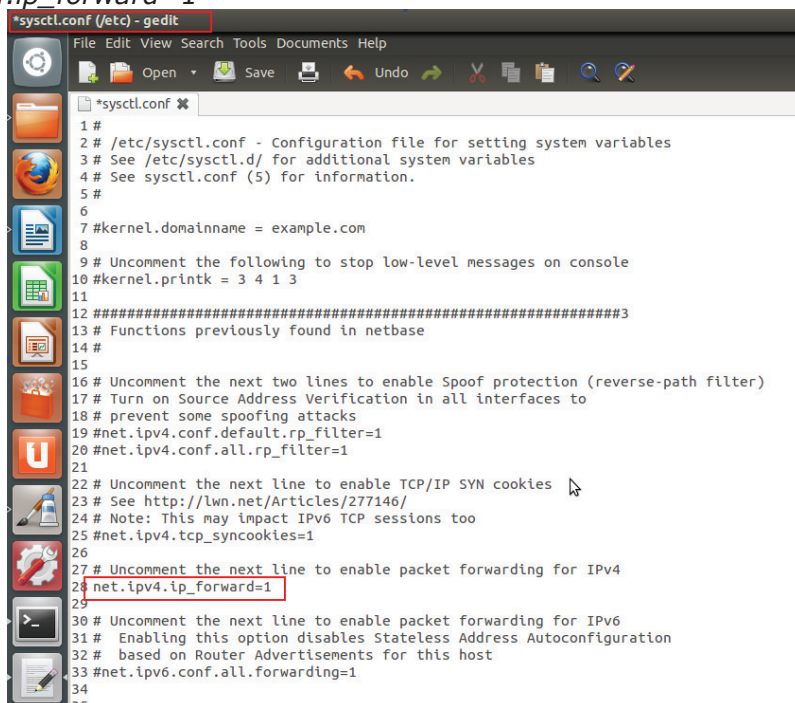 .ip_forward=1
*sysctl.conf (/etc) - gedit
File Edit View Search Tools Documents Help
Open Save Undo
*sysctl.conf
1 #
2 # /etc/sysctl.conf - Configuration file for setting system variables
3 # See /etc/sysctl.d/ for additional system variables
4 # See sysctl.conf (5) for information.
5 #
6
7 #kernel.domainname = example.com
8
9 # Uncomment the following to stop low-level messages on console
10 #kernel.printk = 3 4 1 3
11
12 ##############################################################3
13 # Functions previously found in netbase
14 #
15
16 # Uncomment the next two lines to enable Spoof protection (reverse-path filter)
17 # Turn on Source Address Verification in all interfaces to
18 # prevent some spoofing attacks
19 #net.ipv4.conf.default.rp_filter=1
20 #net.ipv4.conf.all.rp_filter=1
21
22 # Uncomment the next line to enable TCP/IP SYN cookies
23 # See http://lwn.net/Articles/277146/
24 # Note: This may impact IPv6 TCP sessions too
25 #net.ipv4.tcp_syncookies=1
26
27 # Uncomment the next line to enable packet forwarding for IPv4
28 net.ipv4.ip_forward=1
29
30 # Uncomment the next line to enable packet forwarding for IPv6
31 #  Enabling this option disables Stateless Address Autoconfiguration
32 #  based on Router Advertisements for this host
33 #net.ipv6.conf.all.forwarding=1
34